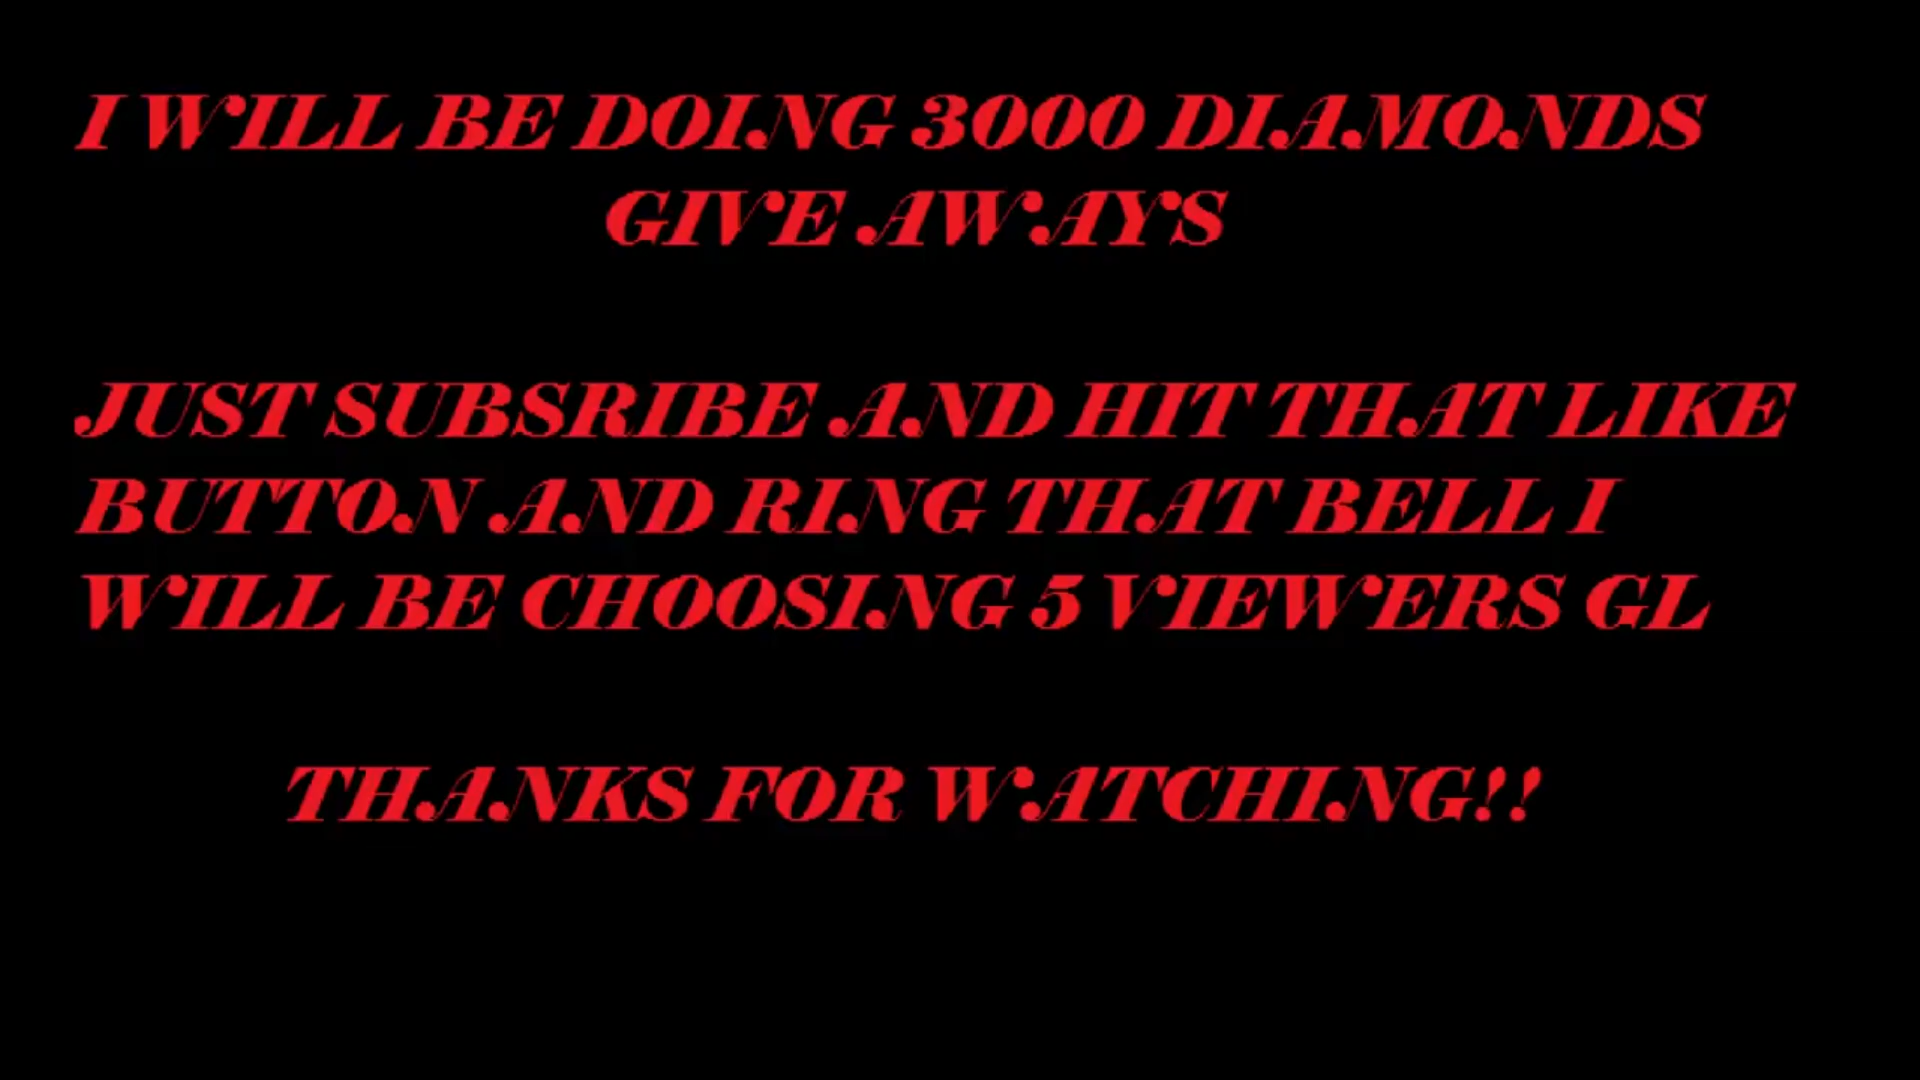 I WILL BE DOING 3000 DIAMONDS
GIVE AWAYS
JUST SUBSRIBE AND HIT THAT LIKE
BUTTON AND RING THAT BELL I
WILL BE CHOOSING 5 VIEWERS GL
THANKS FOR WATCHING!!